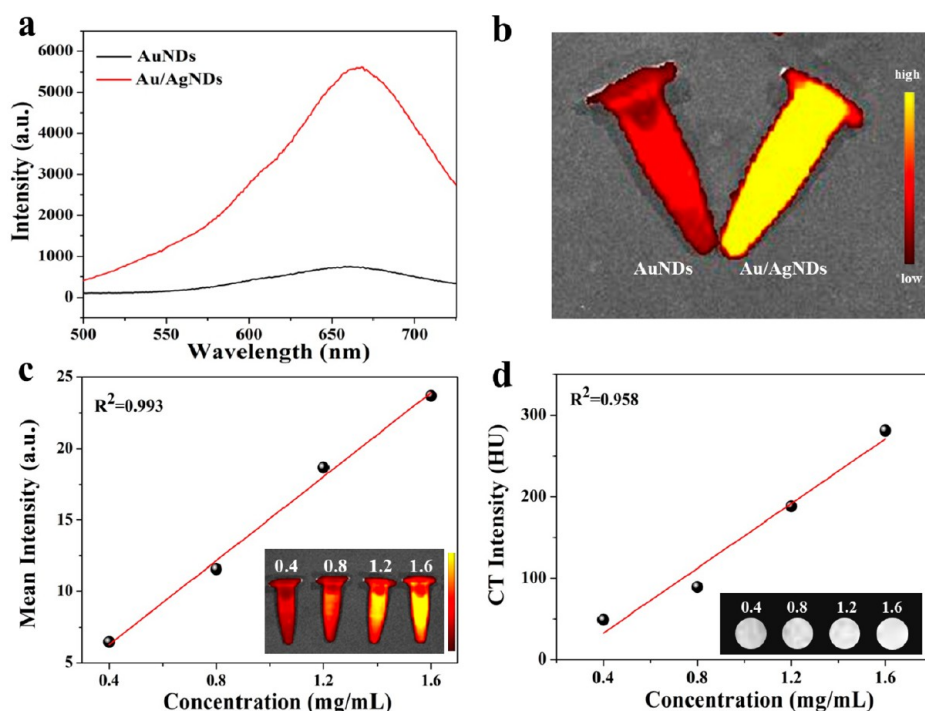 a
6500
6000
5000
4000
3000
2000
1000
0
Intensity (a.u.)
AuNDs
Au/AgNDs
500
550
600
650
700
Wavelength (nm)
b
high
low
AuNDs
Au/AgNDs
c
25
20
15
10
5
Mean Intensity (a.u.)
R²=0.993
0.4 0.8 1.2 1.6
0.4
0.8
1.2
1.6
Concentration (mg/mL)
d
300
200
100
0
CT Intensity (HU)
R²=0.958
0.4 0.8 1.2 1.6
0.4
0.8
1.2
1.6
Concentration (mg/mL)